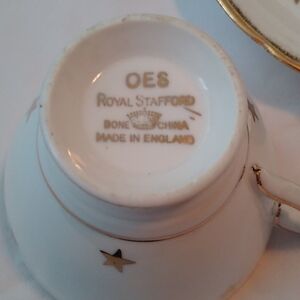 OES
ROYAL STAFFORD
BONE CHINA
MADE IN ENGLAND